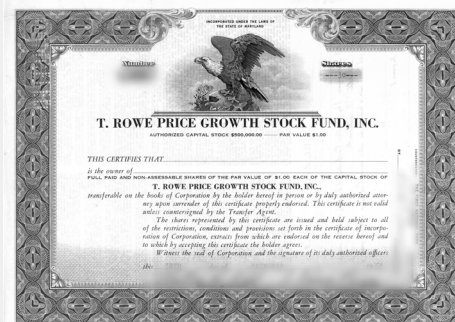 INCORPORATED UNDER THE LAWS OF
THE STATE OF MARYLAND
Number
Shares
T. ROWE PRICE GROWTH STOCK FUND, INC.
AUTHORIZED CAPITAL STOCK $500,000.00 —— PAR VALUE $1.00
THIS CERTIFIES THAT
is the owner of
FULL PAID AND NON-ASSESSABLE SHARES OF THE PAR VALUE OF $1.00 EACH OF THE CAPITAL STOCK OF
T. ROWE PRICE GROWTH STOCK FUND, INC.,
transferable on the books of Corporation by the holder hereof in person or by duly authorized attor-
ney upon surrender of this certificate properly endorsed. This certificate is not valid
unless countersigned by the Transfer Agent.
The shares represented by this certificate are issued and held subject to all
of the restrictions, conditions and provisions set forth in the certificate of incorpo-
ration of Corporation, extracts from which are endorsed on the reverse hereof and
to which by accepting this certificate the holder agrees.
Witness the seal of Corporation and the signature of its duly authorized officers
this